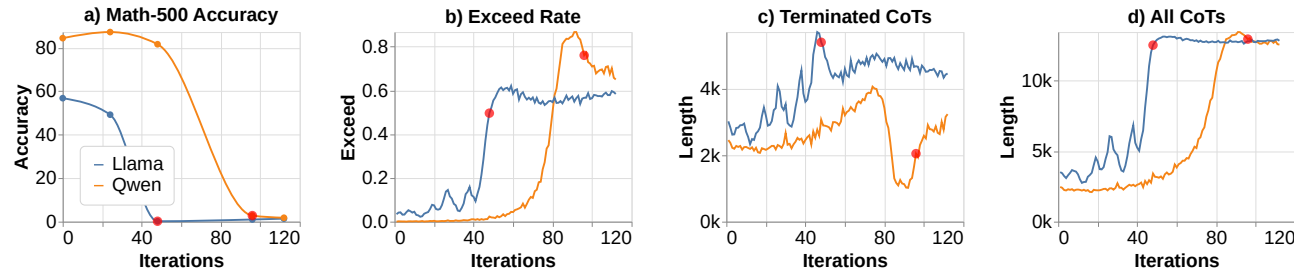 a) Math-500 Accuracy
Accuracy
80
60
40
20
0
Llama
Qwen
0
40
80
120
Iterations
b) Exceed Rate
Exceed
0.8
0.6
0.4
0.2
0.0
0
40
80
120
Iterations
c) Terminated CoTs
Length
4k
2k
0k
0
40
80
120
Iterations
d) All CoTs
Length
10k
5k
0k
0
40
80
120
Iterations